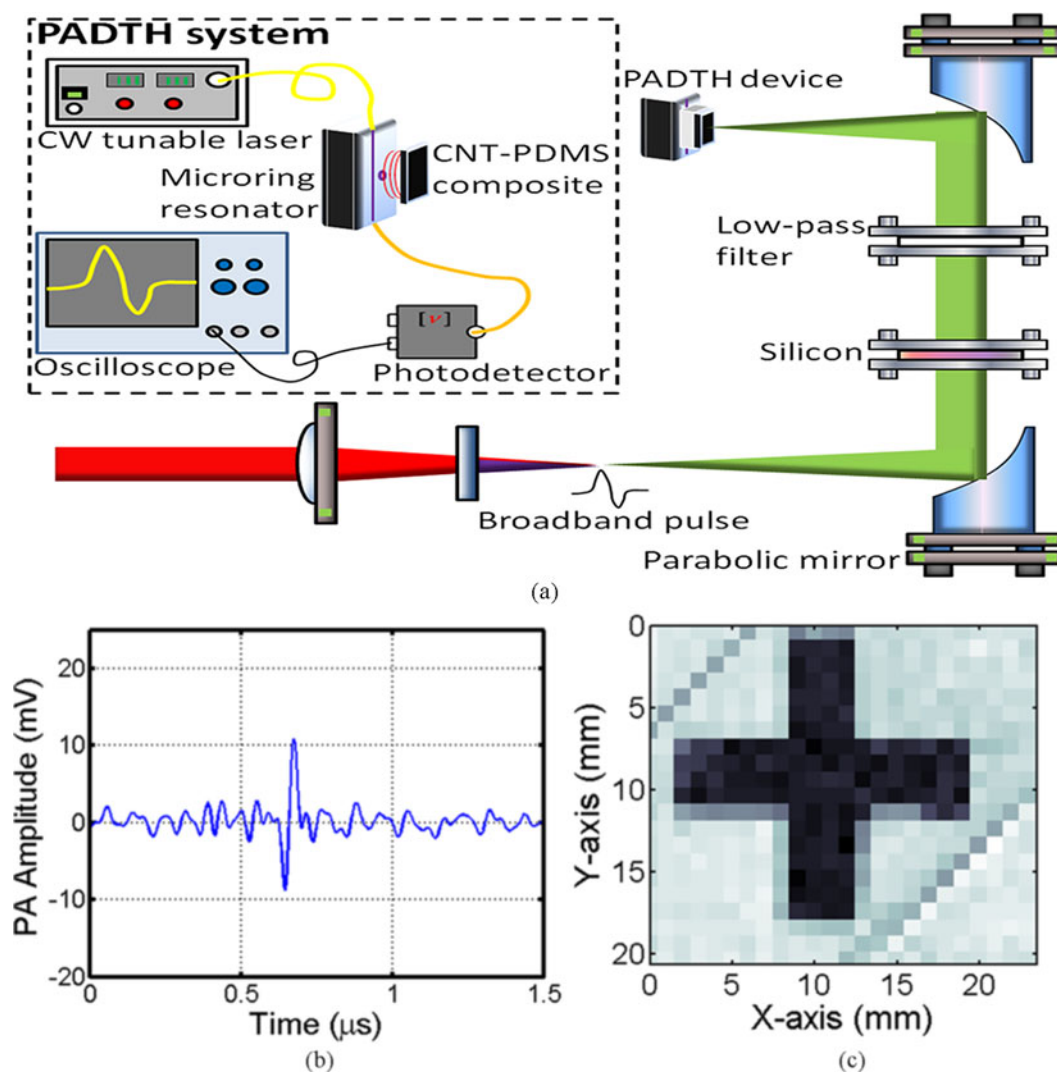 PADTH system
CW tunable laser
Microring
resonator
CNT-PDMS
composite
Oscilloscope
[v]
Photodetector
PADTH device
Low-pass
filter
Silicon
Broadband pulse
Parabolic mirror
(a)
PA Amplitude (mV)
20
10
0
-10
-20
0
0.5
1
1.5
Time (μs)
(b)
Y-axis (mm)
0
5
10
15
20
0
5
10
15
20
X-axis (mm)
(c)